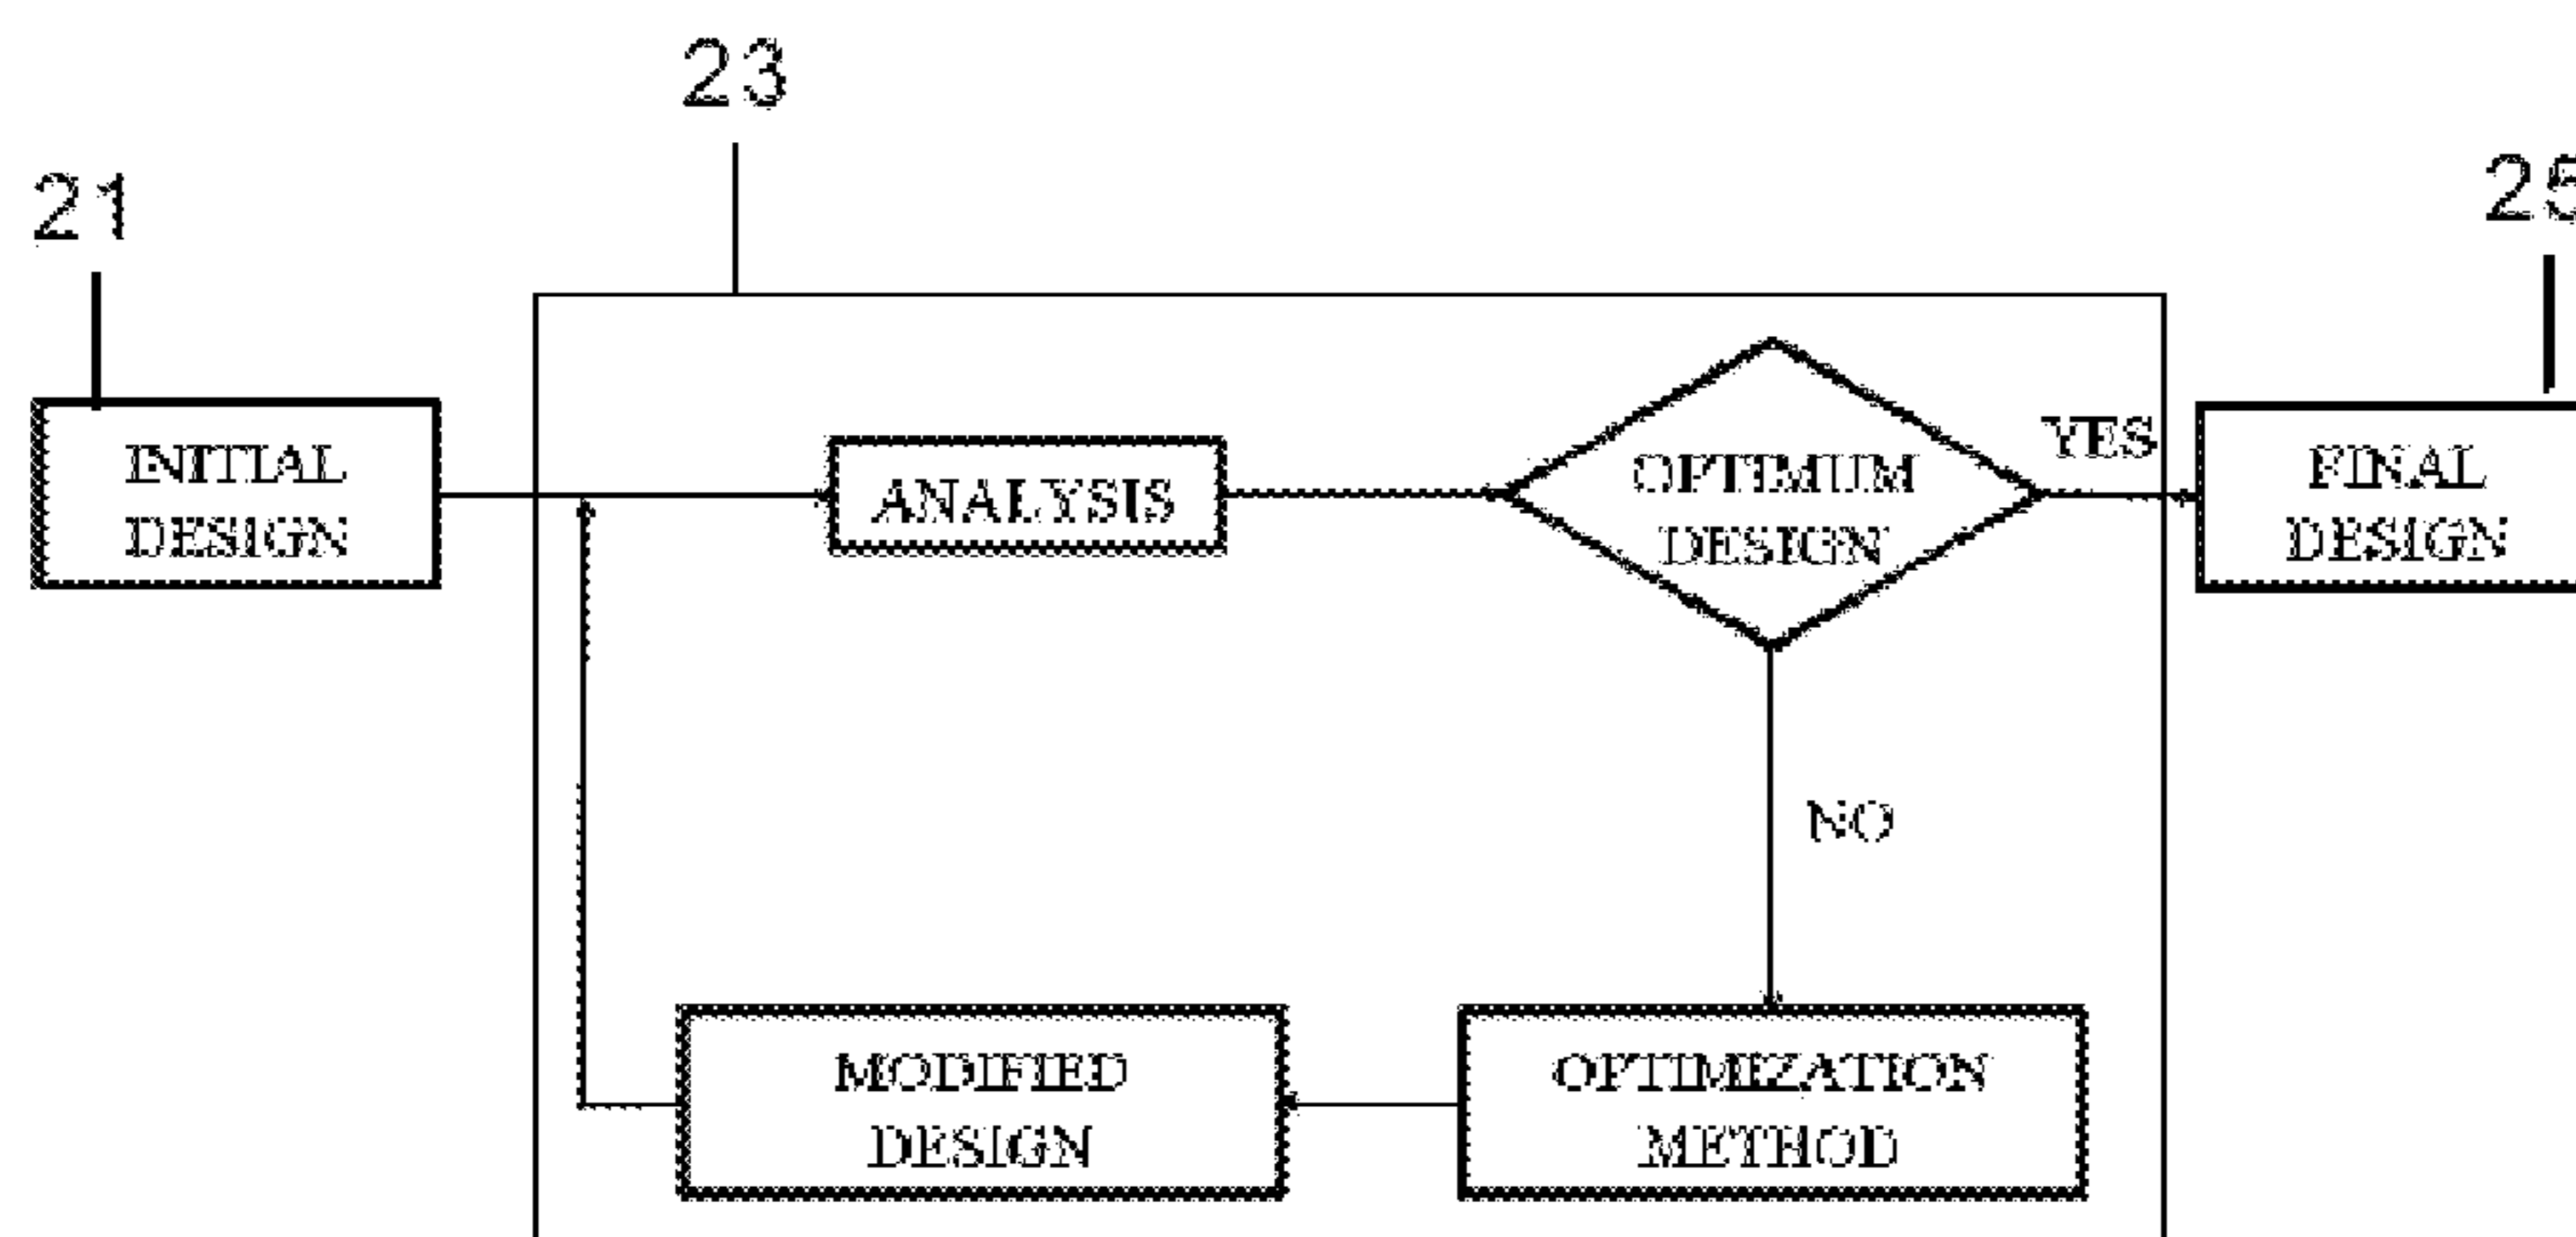 23
21
25
INITIAL
DESIGN
ANALYSIS
OPTIMUM
DESIGN
YES
FINAL
DESIGN
NO
MODIFIED
DESIGN
OPTIMIZATION
METHOD